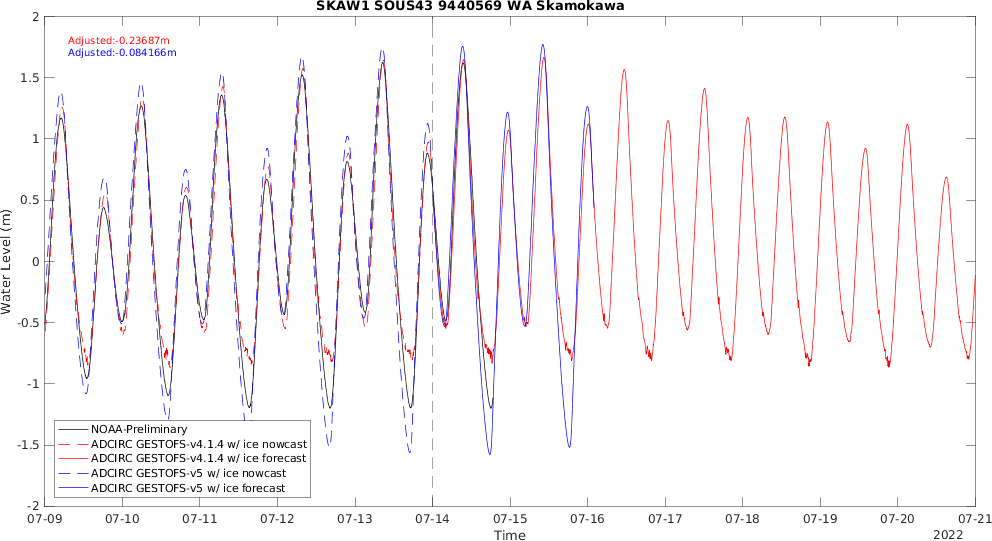 SKAW1 SOUS43 9440569 WA Skamokawa
Adjusted:-0.23687m
Adjusted:-0.084166m
2
1.5
1
0.5
0
-0.5
-1
-1.5
-2
Water Level (m)
NOAA-Preliminary
ADCIRC GESTOFS-v4.1.4 w/ ice nowcast
ADCIRC GESTOFS-v4.1.4 w/ ice forecast
ADCIRC GESTOFS-v5 w/ ice nowcast
ADCIRC GESTOFS-v5 w/ ice forecast
07-09 07-10 07-11 07-12 07-13 07-14 07-15 07-16 07-17 07-18 07-19 07-20 07-21
Time
2022